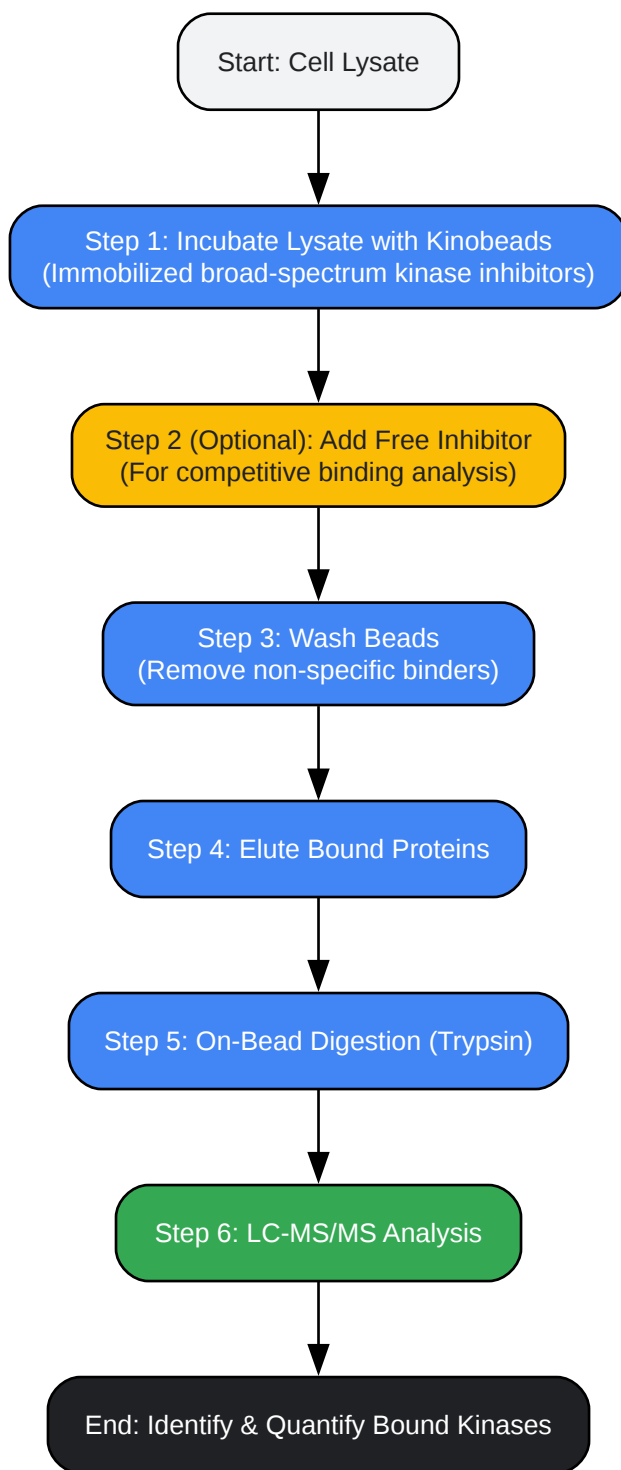 Start: Cell Lysate
Step 1: Incubate Lysate with Kinobeads
(Immobilized broad-spectrum kinase inhibitors)
Step 2 (Optional): Add Free Inhibitor
(For competitive binding analysis)
Step 3: Wash Beads
(Remove non-specific binders)
Step 4: Elute Bound Proteins
Step 5: On-Bead Digestion (Trypsin)
Step 6: LC-MS/MS Analysis
End: Identify & Quantify Bound Kinases